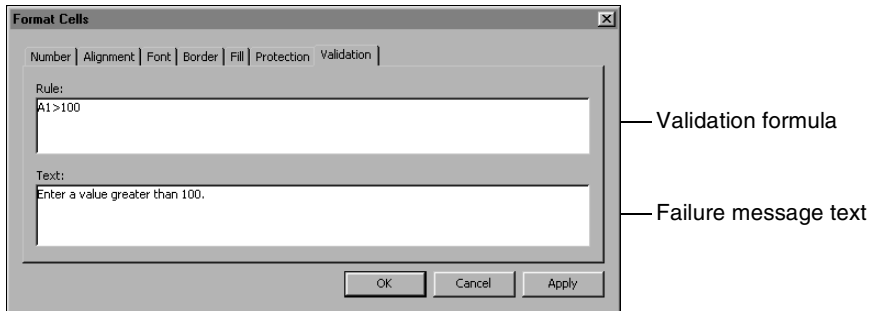 Format Cells
Number Alignment Font Border Fill Protection Validation
Rule:
A1>100
Validation formula
Text:
Enter a value greater than 100.
Failure message text
OK Cancel Apply